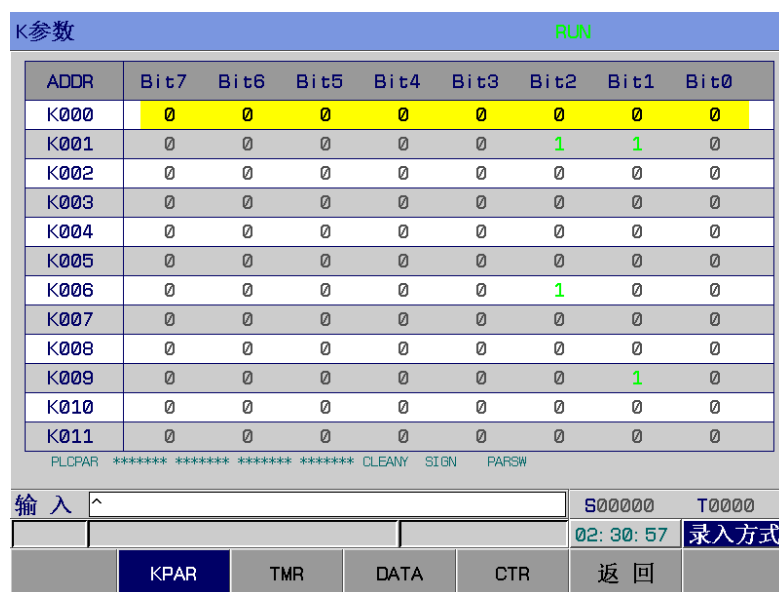 K参数 RUN
ADDR Bit7 Bit6 Bit5 Bit4 Bit3 Bit2 Bit1 Bit0
K000 0 0 0 0 0 0 0 0
K001 0 0 0 0 0 1 1 0
K002 0 0 0 0 0 0 0 0
K003 0 0 0 0 0 0 0 0
K004 0 0 0 0 0 0 0 0
K005 0 0 0 0 0 0 0 0
K006 0 0 0 0 0 1 0 0
K007 0 0 0 0 0 0 0 0
K008 0 0 0 0 0 0 0 0
K009 0 0 0 0 0 0 1 0
K010 0 0 0 0 0 0 0 0
K011 0 0 0 0 0 0 0 0
PLCPAR ******* ******* ******* ******* CLEANY SIGN PARSW
输入 ^ S00000 T0000
02:30:57 录入方式
KPAR TMR DATA CTR 返回